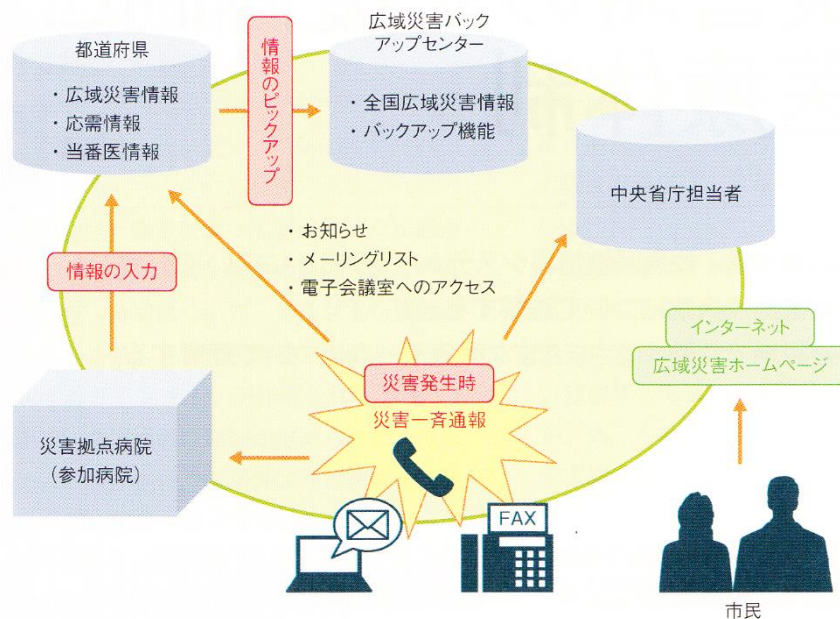 都道府県
・広域災害情報
・応需情報
・当番医情報
情報のピックアップ
広域災害バック
アップセンター
・全国広域災害情報
・バックアップ機能
中央省庁担当者
・お知らせ
・メーリングリスト
・電子会議室へのアクセス
情報の入力
インターネット
広域災害ホームページ
災害発生時
災害一斉通報
災害拠点病院
（参加病院）
FAX
市民